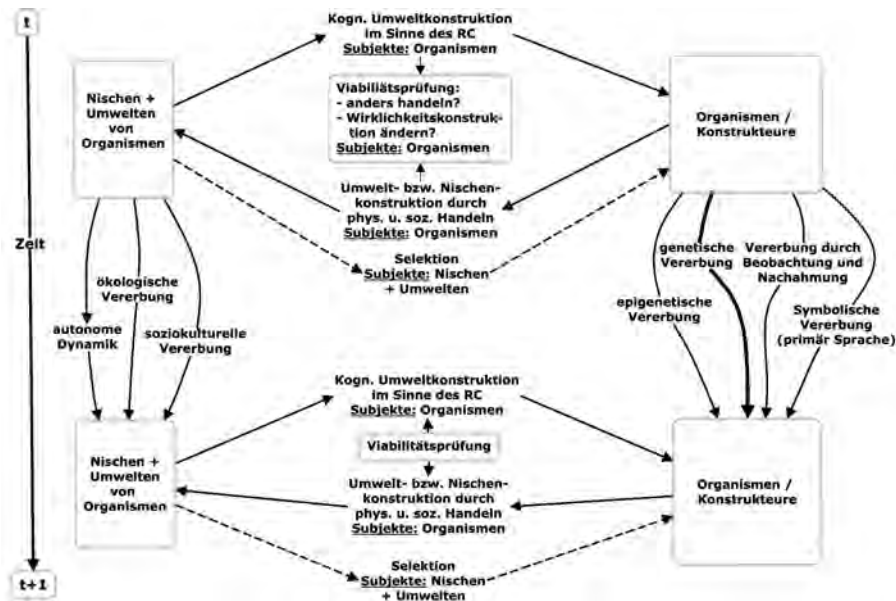 t
Kogn. Umweltkonstruktion
im Sinne des RC
Subjekte: Organismen
Nischen +
Umwelten
von
Organismen
Viabiliätsprüfung:
- anders handeln?
- Wirklichkeitskonstruk-
tion ändern?
Subjekte: Organismen
Organismen /
Konstrukteure
Umwelt- bzw. Nischen-
konstruktion durch
phys. u. soz. Handeln
Subjekte: Organismen
Selektion
Subjekte: Nischen
+ Umwelten
Zeit
autonome
Dynamik
ökologische
Vererbung
soziokulturelle
Vererbung
epigenetische
Vererbung
genetische
Vererbung
Vererbung durch
Beobachtung und
Nachahmung
Symbolische
Vererbung
(primär Sprache)
Kogn. Umweltkonstruktion
im Sinne des RC
Subjekte: Organismen
Viabilitätsprüfung
Nischen +
Umwelten
von
Organismen
Organismen /
Konstrukteure
Umwelt- bzw. Nischen-
konstruktion durch
phys. u. soz. Handeln
Subjekte: Organismen
Selektion
Subjekte: Nischen
+ Umwelten
t+1